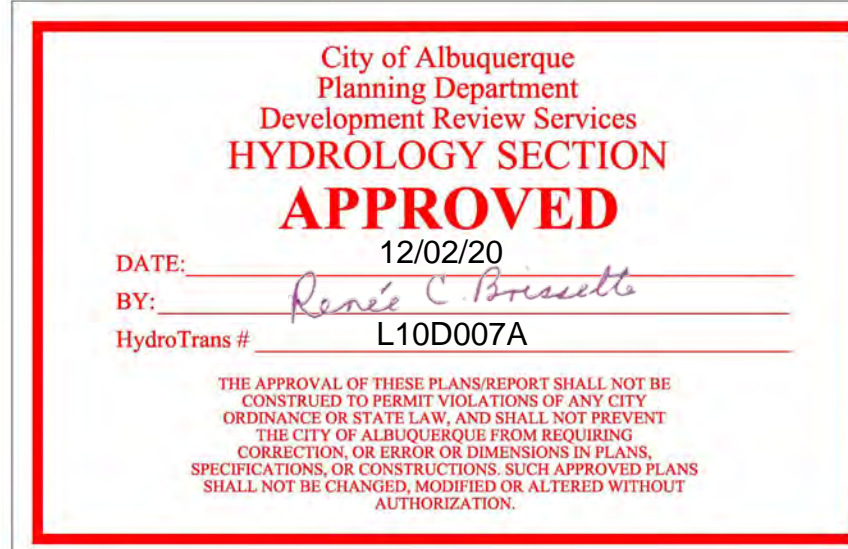 City of Albuquerque
Planning Department
Development Review Services
HYDROLOGY SECTION
APPROVED
DATE: 12/02/20
BY: Renée C. Brissette
HydroTrans # L10D007A
THE APPROVAL OF THESE PLANS/REPORT SHALL NOT BE
CONSTRUED TO PERMIT VIOLATIONS OF ANY CITY
ORDINANCE OR STATE LAW, AND SHALL NOT PREVENT
THE CITY OF ALBUQUERQUE FROM REQUIRING
CORRECTION, OR ERROR OR DIMENSIONS IN PLANS,
SPECIFICATIONS, OR CONSTRUCTIONS. SUCH APPROVED PLANS
SHALL NOT BE CHANGED, MODIFIED OR ALTERED WITHOUT
AUTHORIZATION.